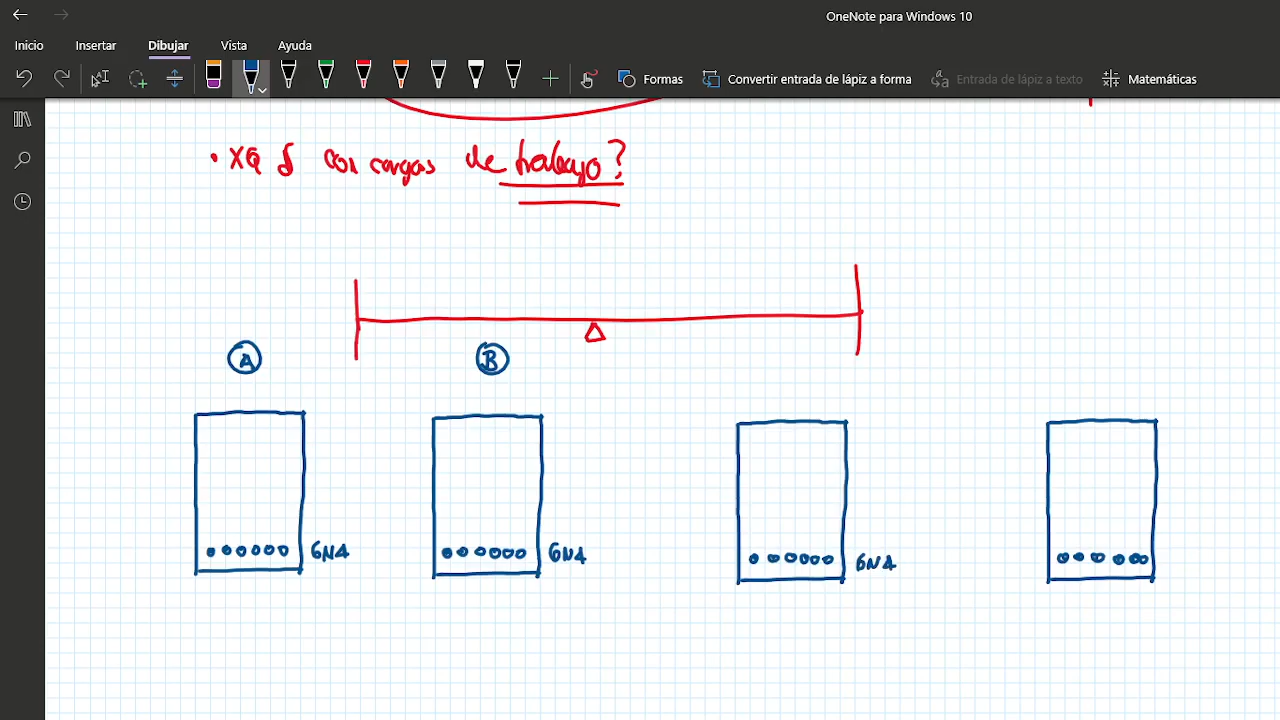 OneNote para Windows 10
Inicio Insertar Dibujar Vista Ayuda
Formas Convertir entrada de lápiz a forma Entrada de lápiz a texto Matemáticas
• XQ δ con cargas de trabajo?
A B
6N4 6N4 6N4